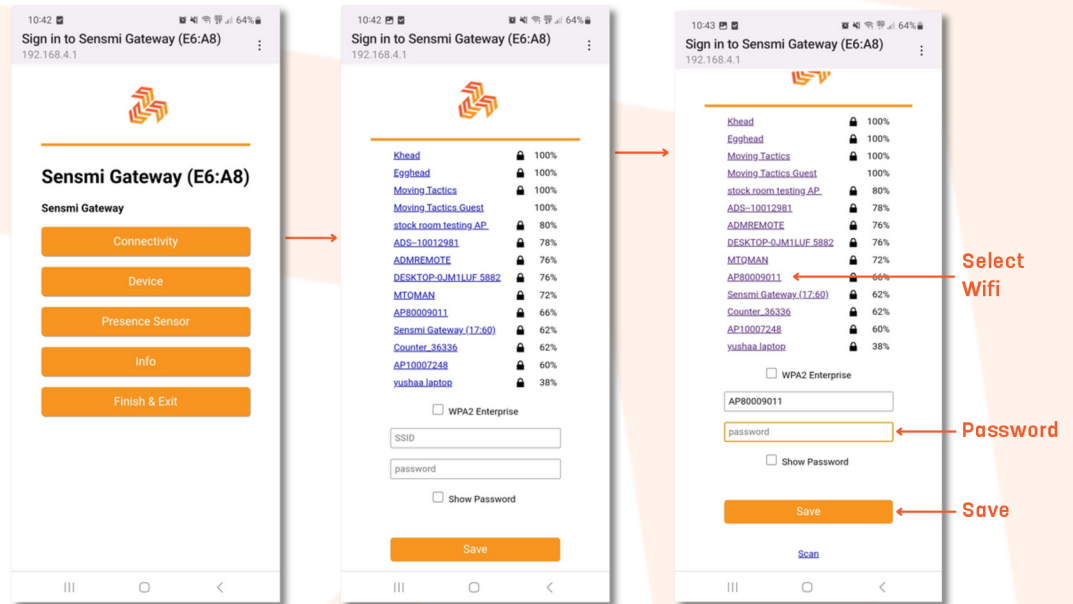 10:42 64%
Sign in to Sensmi Gateway (E6:A8)
192.168.4.1
Sensmi Gateway (E6:A8)
Sensmi Gateway
Connectivity
Device
Presence Sensor
Info
Finish & Exit
10:42 64%
Sign in to Sensmi Gateway (E6:A8)
192.168.4.1
Khead 100%
Egghead 100%
Moving Tactics 100%
Moving Tactics Guest 100%
stock room testing AP 80%
ADS--10012981 78%
ADMREMOTE 76%
DESKTOP-0JM1LUF 5882 76%
MTQMAN 72%
AP80009011 66%
Sensmi Gateway (17:60) 62%
Counter_36336 62%
AP10007248 60%
yushaa laptop 38%
WPA2 Enterprise
SSID
password
Show Password
Save
10:43 64%
Sign in to Sensmi Gateway (E6:A8)
192.168.4.1
Khead 100%
Egghead 100%
Moving Tactics 100%
Moving Tactics Guest 100%
stock room testing AP 80%
ADS--10012981 78%
ADMREMOTE 76%
DESKTOP-0JM1LUF 5882 76%
MTQMAN 72%
AP80009011 66%
Sensmi Gateway (17:60) 62%
Counter_36336 62%
AP10007248 60%
yushaa laptop 38%
WPA2 Enterprise
AP80009011
password
Show Password
Save
Scan
Select
Wifi
Password
Save